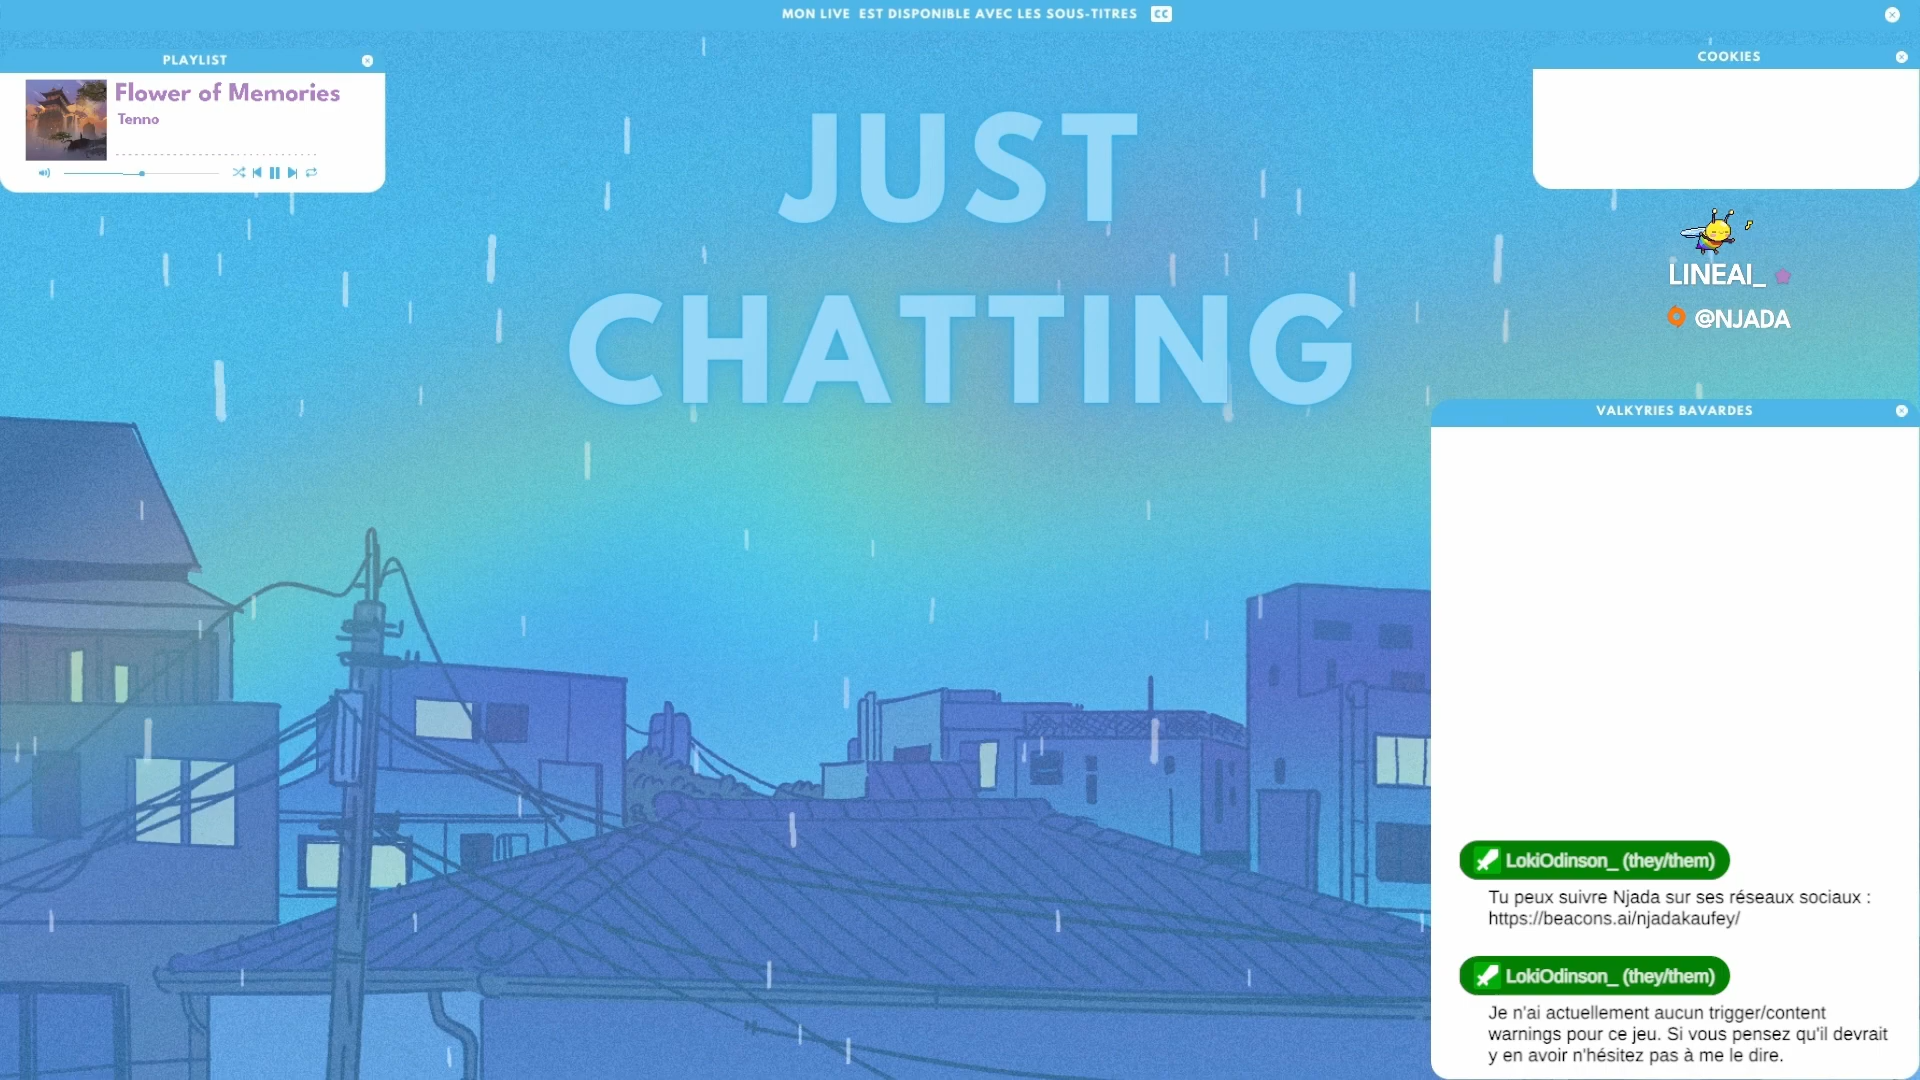 MON LIVE EST DISPONIBLE AVEC LES SOUS-TITRES CC
PLAYLIST
Flower of Memories
Tenno
JUST
CHATTING
COOKIES
LINEAI_
@NJADA
VALKYRIES BAVARDES
LokiOdinson_ (they/them)
Tu peux suivre Njada sur ses réseaux sociaux :
https://beacons.ai/njadakaufey/
LokiOdinson_ (they/them)
Je n'ai actuellement aucun trigger/content
warnings pour ce jeu. Si vous pensez qu'il devrait
y en avoir n'hésitez pas à me le dire.